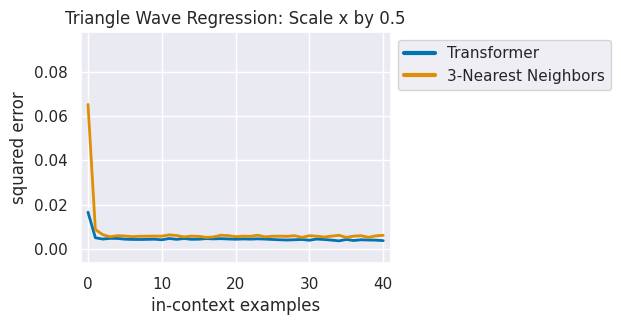 Triangle Wave Regression: Scale x by 0.5
Transformer
3-Nearest Neighbors
squared error
0.08
0.06
0.04
0.02
0.00
0 10 20 30 40
in-context examples